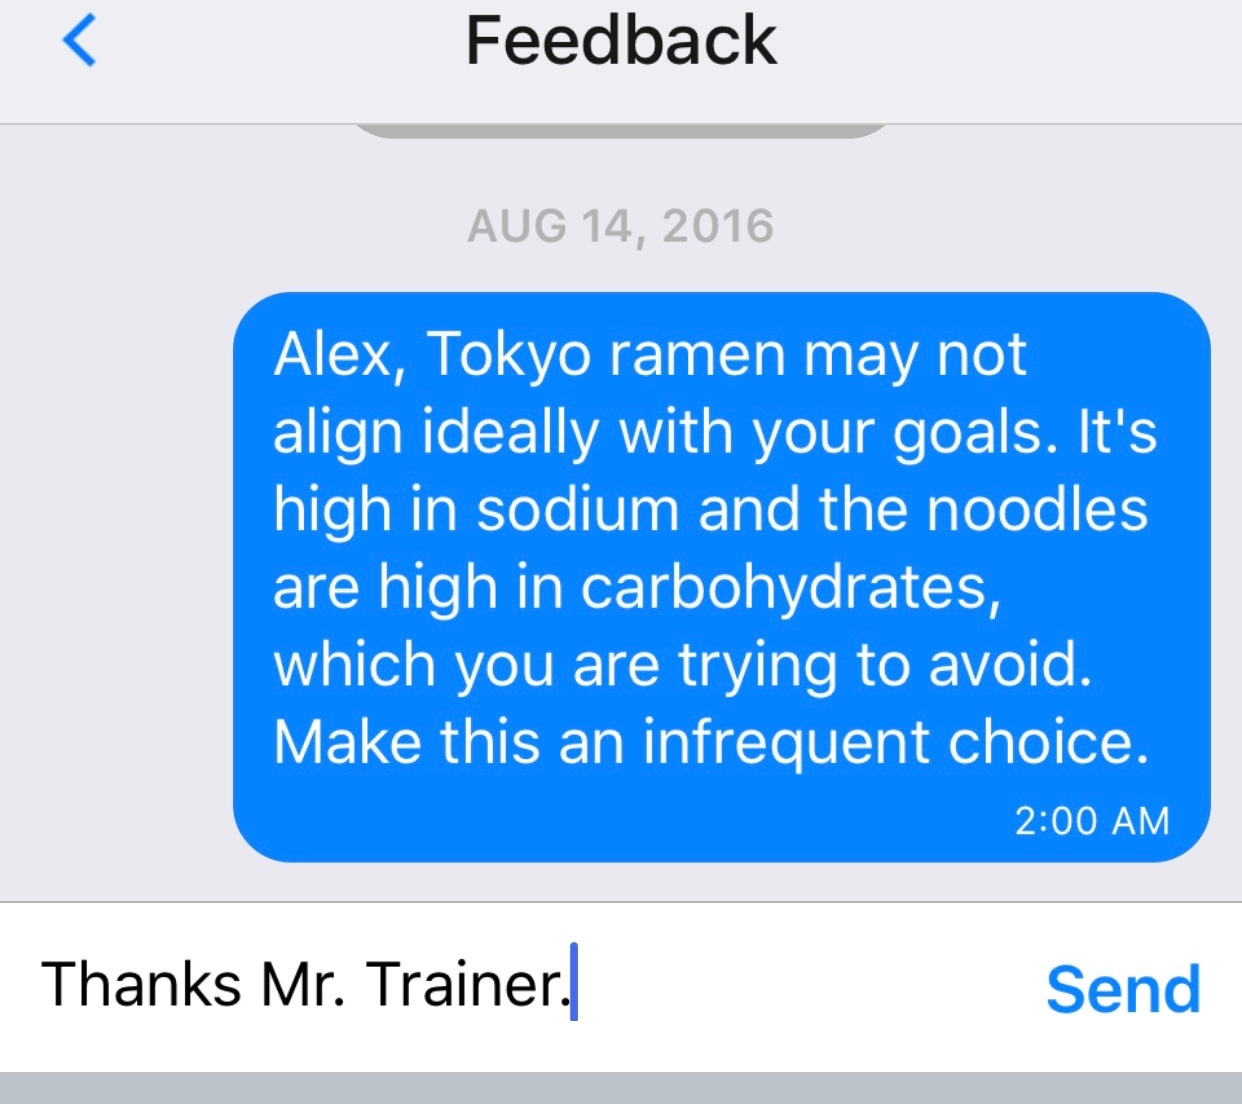 Feedback
AUG 14, 2016
Alex, Tokyo ramen may not
align ideally with your goals. It's
high in sodium and the noodles
are high in carbohydrates,
which you are trying to avoid.
Make this an infrequent choice.
2:00 AM
Thanks Mr. Trainer.
Send